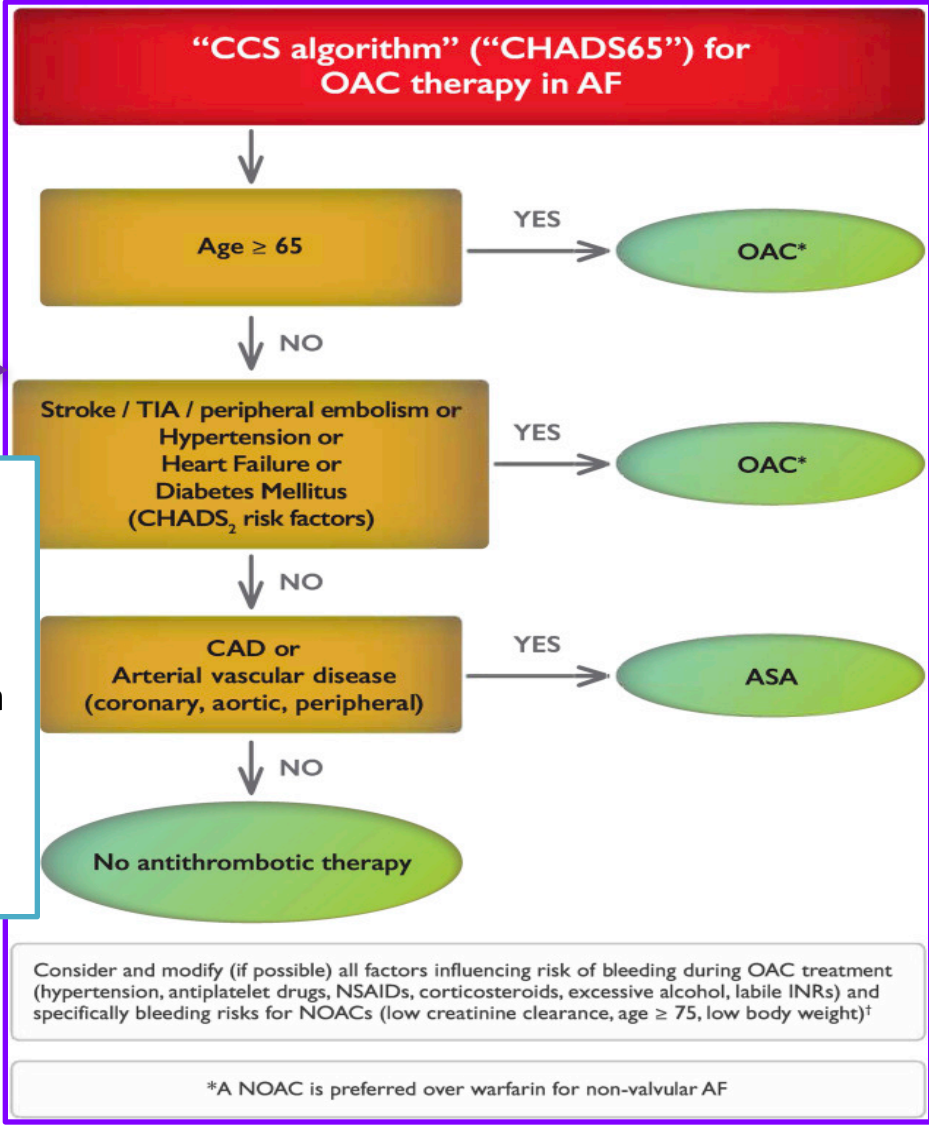 “CCS algorithm” (“CHADS65”) for
OAC therapy in AF
Age ≥ 65
YES
OAC*
NO
Stroke / TIA / peripheral embolism or
Hypertension or
Heart Failure or
Diabetes Mellitus
(CHADS₂ risk factors)
YES
OAC*
NO
CAD or
Arterial vascular disease
(coronary, aortic, peripheral)
YES
ASA
NO
No antithrombotic therapy
Consider and modify (if possible) all factors influencing risk of bleeding during OAC treatment
(hypertension, antiplatelet drugs, NSAIDs, corticosteroids, excessive alcohol, labile INRs) and
specifically bleeding risks for NOACs (low creatinine clearance, age ≥ 75, low body weight)†
*A NOAC is preferred over warfarin for non-valvular AF